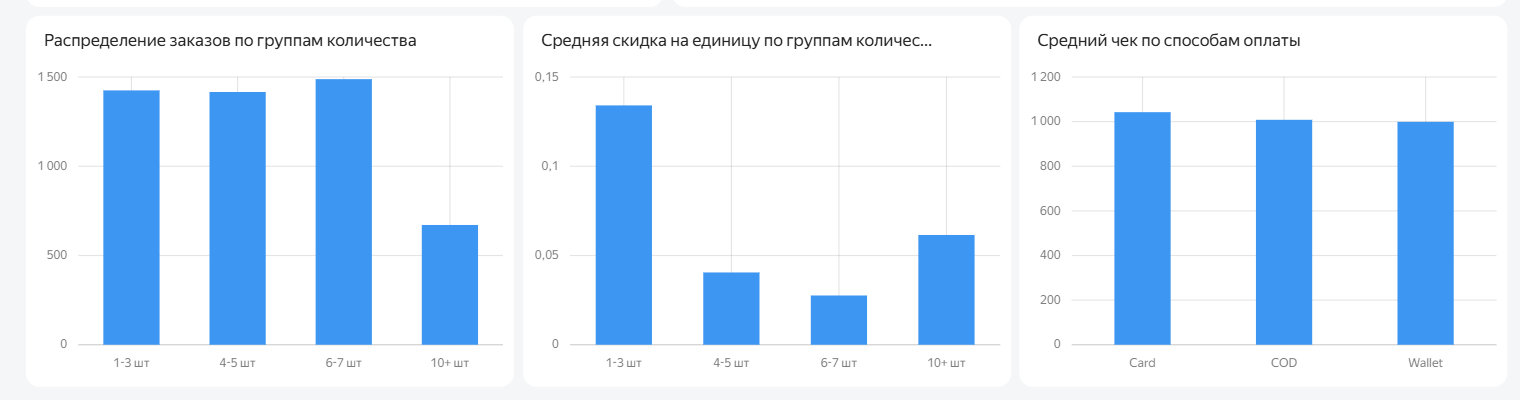 Распределение заказов по группам количества
1 500
1 000
500
0
1-3 шт
4-5 шт
6-7 шт
10+ шт
Средняя скидка на единицу по группам количес...
0,15
0,1
0,05
0
1-3 шт
4-5 шт
6-7 шт
10+ шт
Средний чек по способам оплаты
1 200
1 000
800
600
400
200
0
Card
COD
Wallet